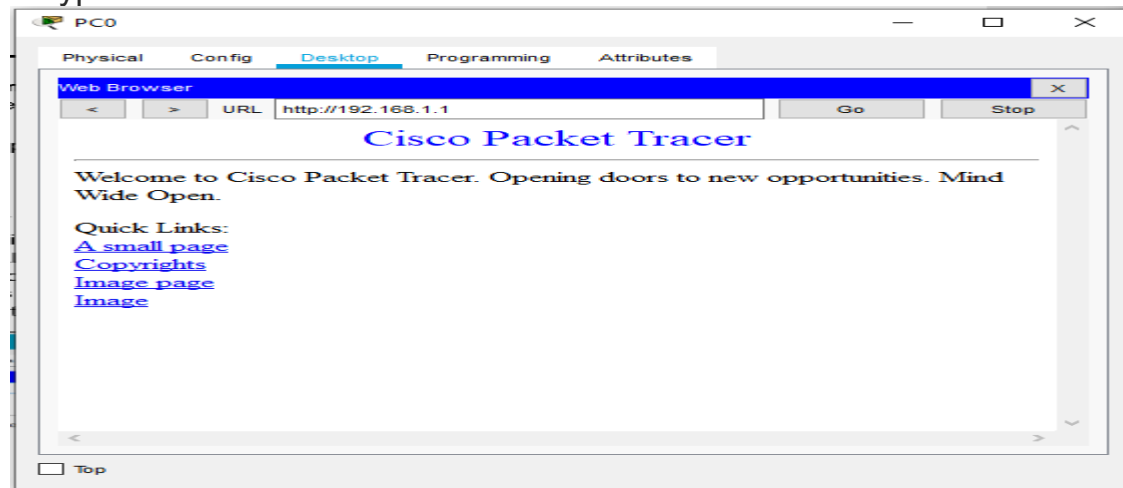 PC0
Physical Config Desktop Programming Attributes
Web Browser X
< > URL http://192.168.1.1 Go Stop
Cisco Packet Tracer
Welcome to Cisco Packet Tracer. Opening doors to new opportunities. Mind
Wide Open.
Quick Links:
A small page
Copyrights
Image page
Image
Top